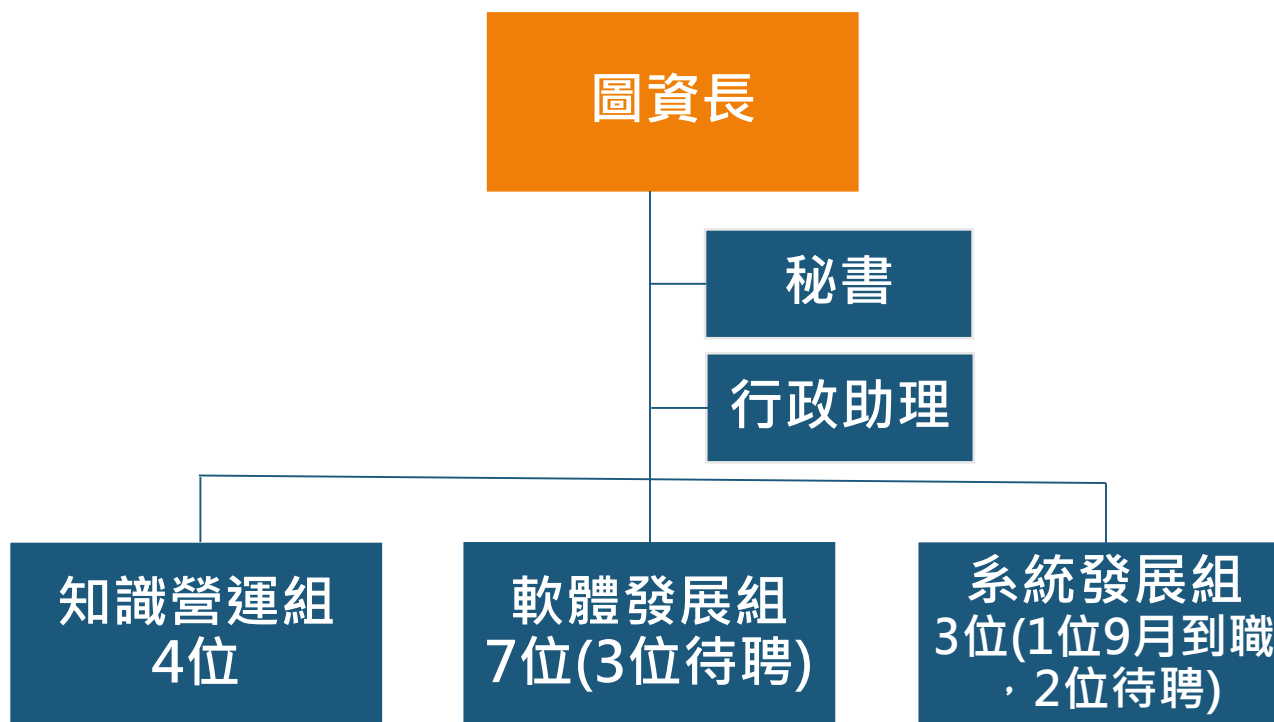 圖資長
秘書
行政助理
知識營運組
4位
軟體發展組
7位(3位待聘)
系統發展組
3位(1位9月到職
，2位待聘)